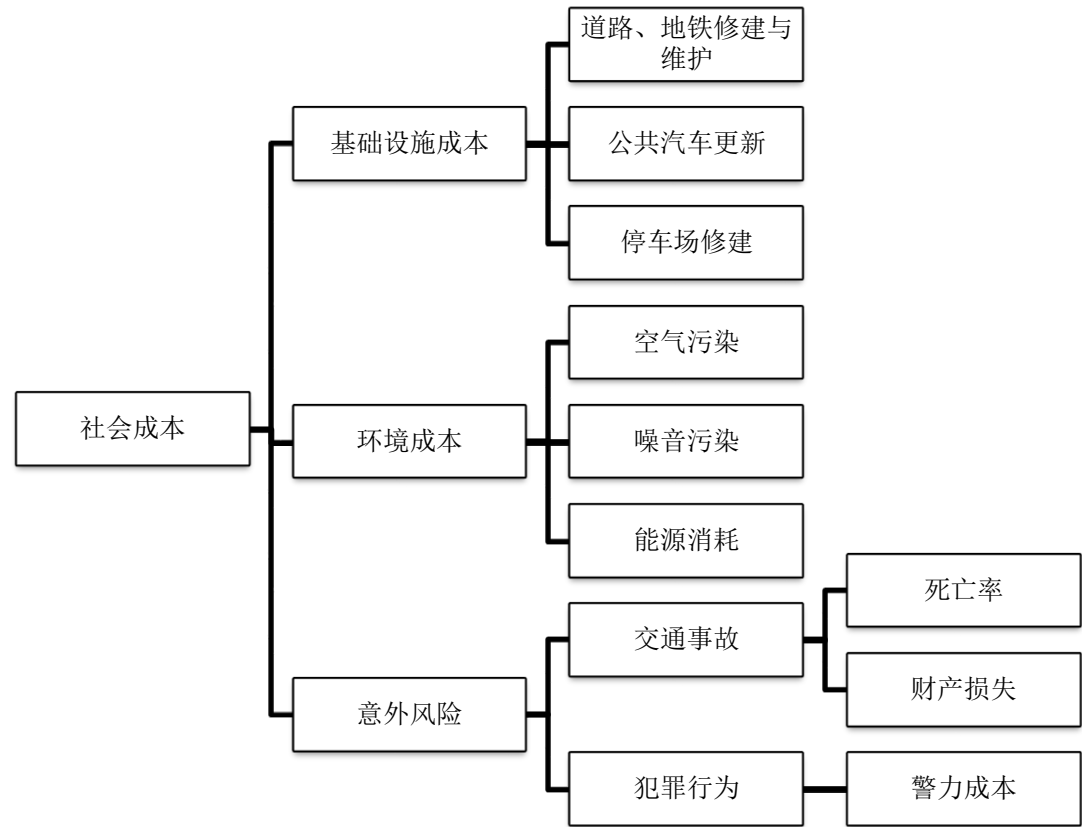 道路、地铁修建与
维护
基础设施成本
公共汽车更新
停车场修建
空气污染
社会成本
环境成本
噪音污染
能源消耗
死亡率
交通事故
财产损失
意外风险
犯罪行为
警力成本